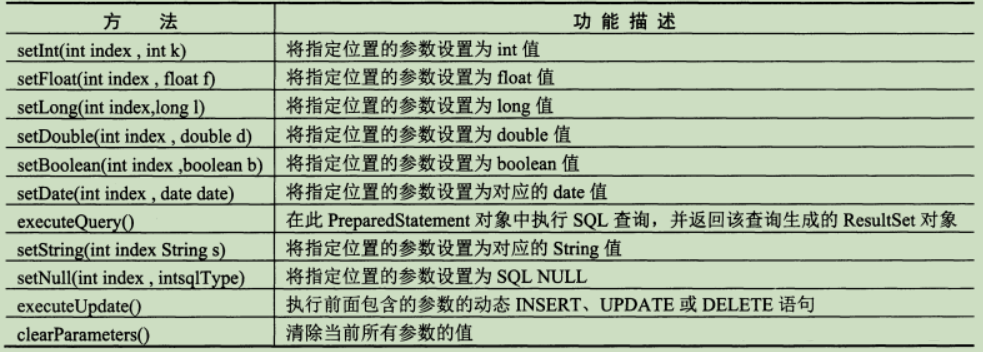 方 法 功 能 描 述
setInt(int index , int k) 将指定位置的参数设置为 int 值
setFloat(int index , float f) 将指定位置的参数设置为 float 值
setLong(int index,long l) 将指定位置的参数设置为 long 值
setDouble(int index , double d) 将指定位置的参数设置为 double 值
setBoolean(int index ,boolean b) 将指定位置的参数设置为 boolean 值
setDate(int index , date date) 将指定位置的参数设置为对应的 date 值
executeQuery() 在此 PreparedStatement 对象中执行 SQL 查询，并返回该查询生成的 ResultSet 对象
setString(int index String s) 将指定位置的参数设置为对应的 String 值
setNull(int index , intsqlType) 将指定位置的参数设置为 SQL NULL
executeUpdate() 执行前面包含的参数的动态 INSERT、UPDATE 或 DELETE 语句
clearParameters() 清除当前所有参数的值